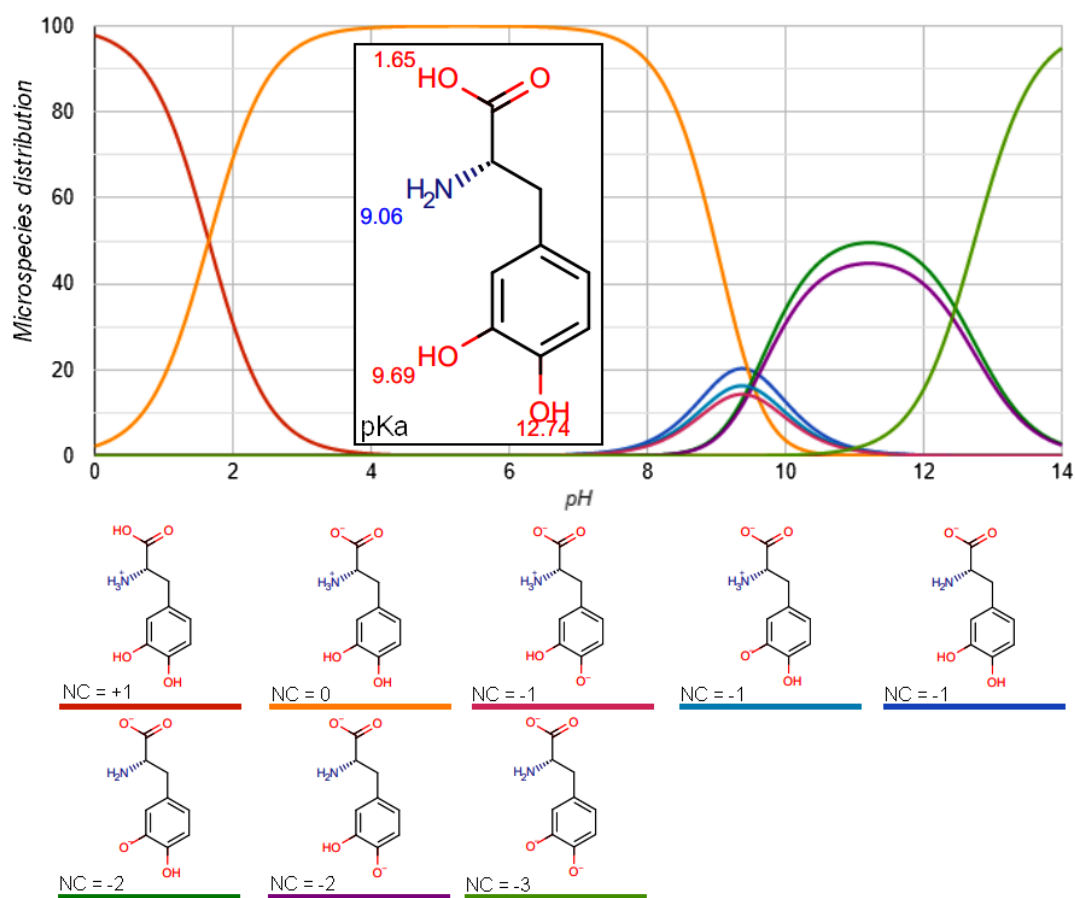 100
80
60
40
20
0
Microspecies distribution
0 2 4 6 8 10 12 14
pH
1.65
HO O
H2N
9.06
HO
9.69
OH
12.74
pKa
HO O
H3N+
HO
OH
NC = +1
O- O
H3N+
HO
OH
NC = 0
O- O
H3N+
HO
O-
NC = -1
O- O
H3N+
O-
OH
NC = -1
O- O
H2N
HO
OH
NC = -1
O- O
H2N
O-
OH
NC = -2
O- O
H2N
HO
O-
NC = -2
O- O
H2N
O-
O-
NC = -3